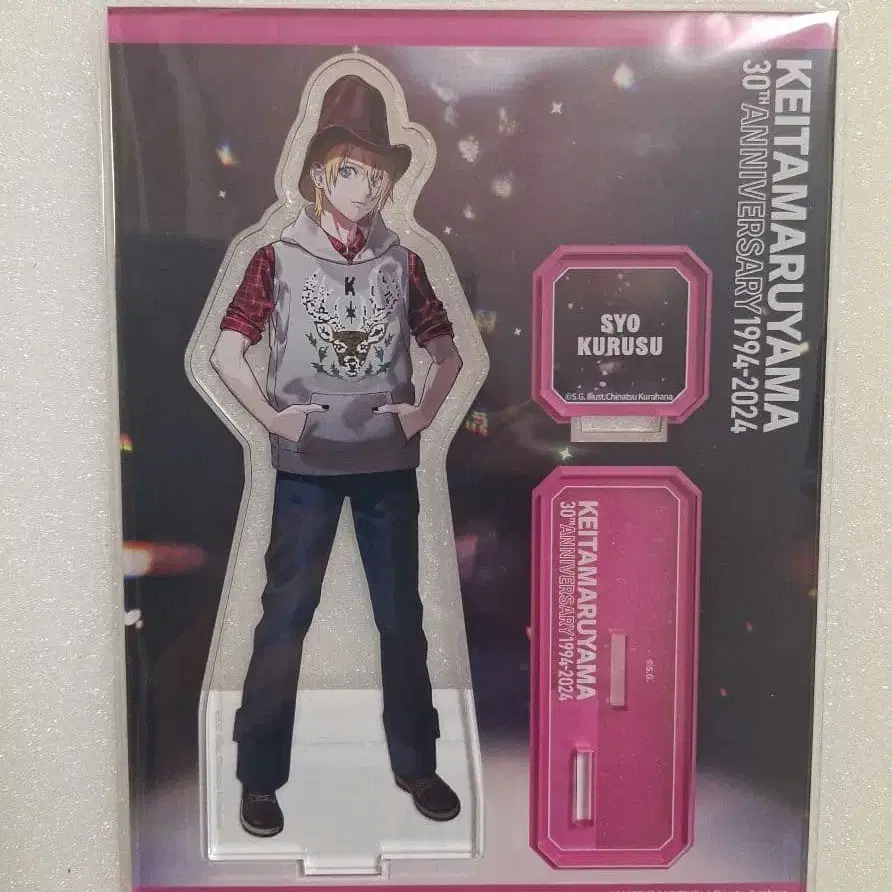 KEITAMARUYAMA
30TH ANNIVERSARY 1994-2024
K
SYO
KURUSU
©S.G. Illust.Chinatsu Kurahana
KEITAMARUYAMA
30TH ANNIVERSARY 1994-2024
©S.G.